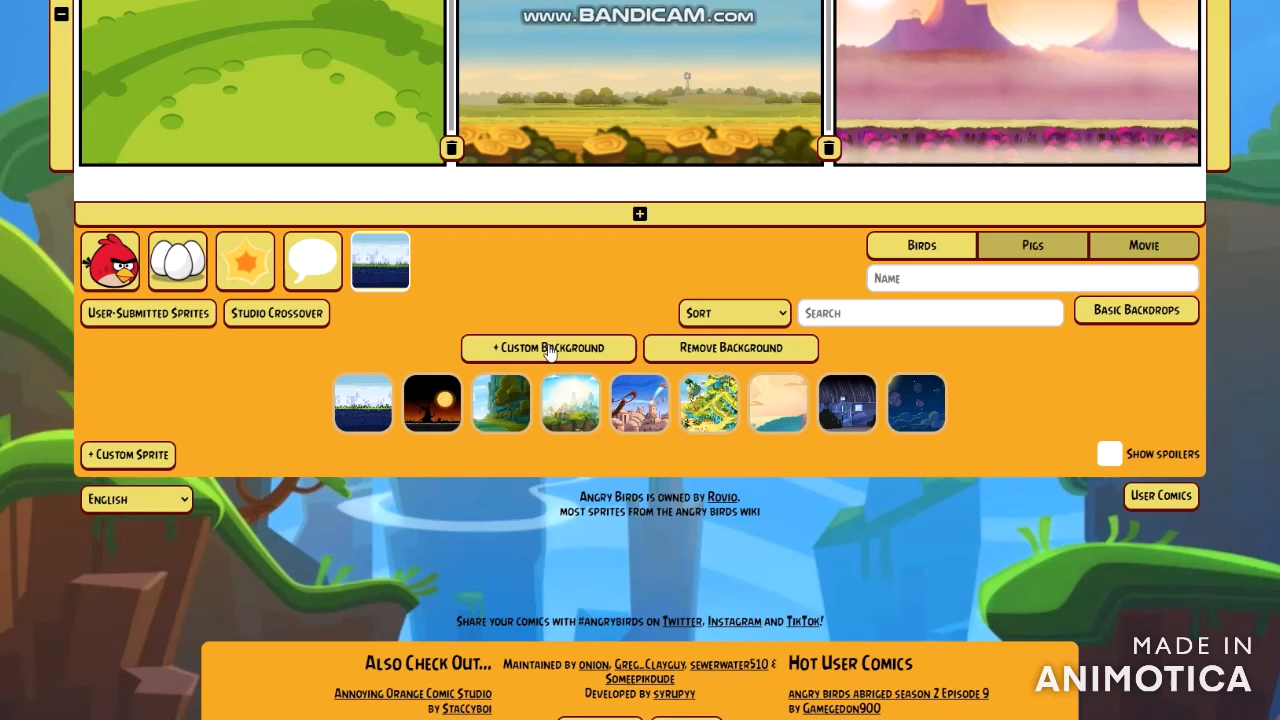 www.BANDICAM.com
Birds
Pigs
Movie
Name
User-Submitted Sprites
Studio Crossover
Sort
Search
Basic Backdrops
+ Custom Background
Remove Background
+ Custom Sprite
Show spoilers
English
Angry Birds is owned by Rovio.
most sprites from the Angry Birds Wiki
User Comics
Share your comics with #angrybirds on Twitter, Instagram and TikTok!
Also Check Out...
Annoying Orange Comic Studio
by Staccyboi
Maintained by onion, Greg_Clayguy, sewerwater510 &
Someepikdude
Developed by syrupyy
Hot User Comics
angry birds abriged season 2 Episode 9
by Gamegedon900
MADE IN
ANIMOTICA